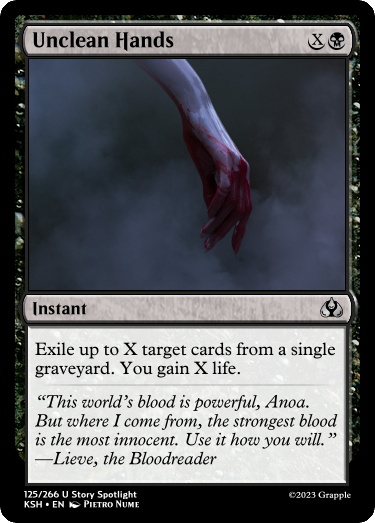 Unclean Hands X
Instant
Exile up to X target cards from a single
graveyard. You gain X life.
“This world’s blood is powerful, Anoa.
But where I come from, the strongest blood
is the most innocent. Use it how you will.”
—Lieve, the Bloodreader
125/266 U Story Spotlight
KSH • EN Pietro Nume
©2023 Grapple